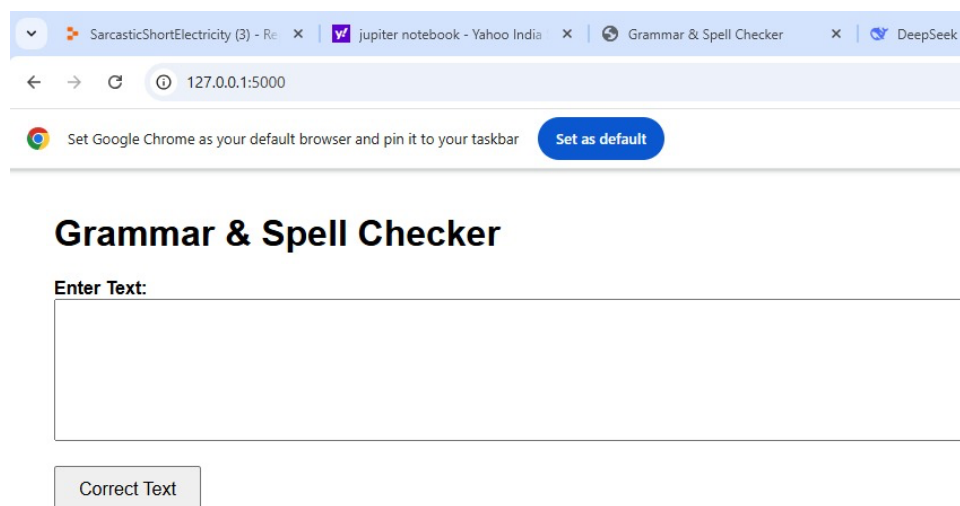 SarcasticShortElectricity (3) - Re jupiter notebook - Yahoo India Grammar & Spell Checker DeepSeek
127.0.0.1:5000
Set Google Chrome as your default browser and pin it to your taskbar Set as default
Grammar & Spell Checker
Enter Text:
Correct Text